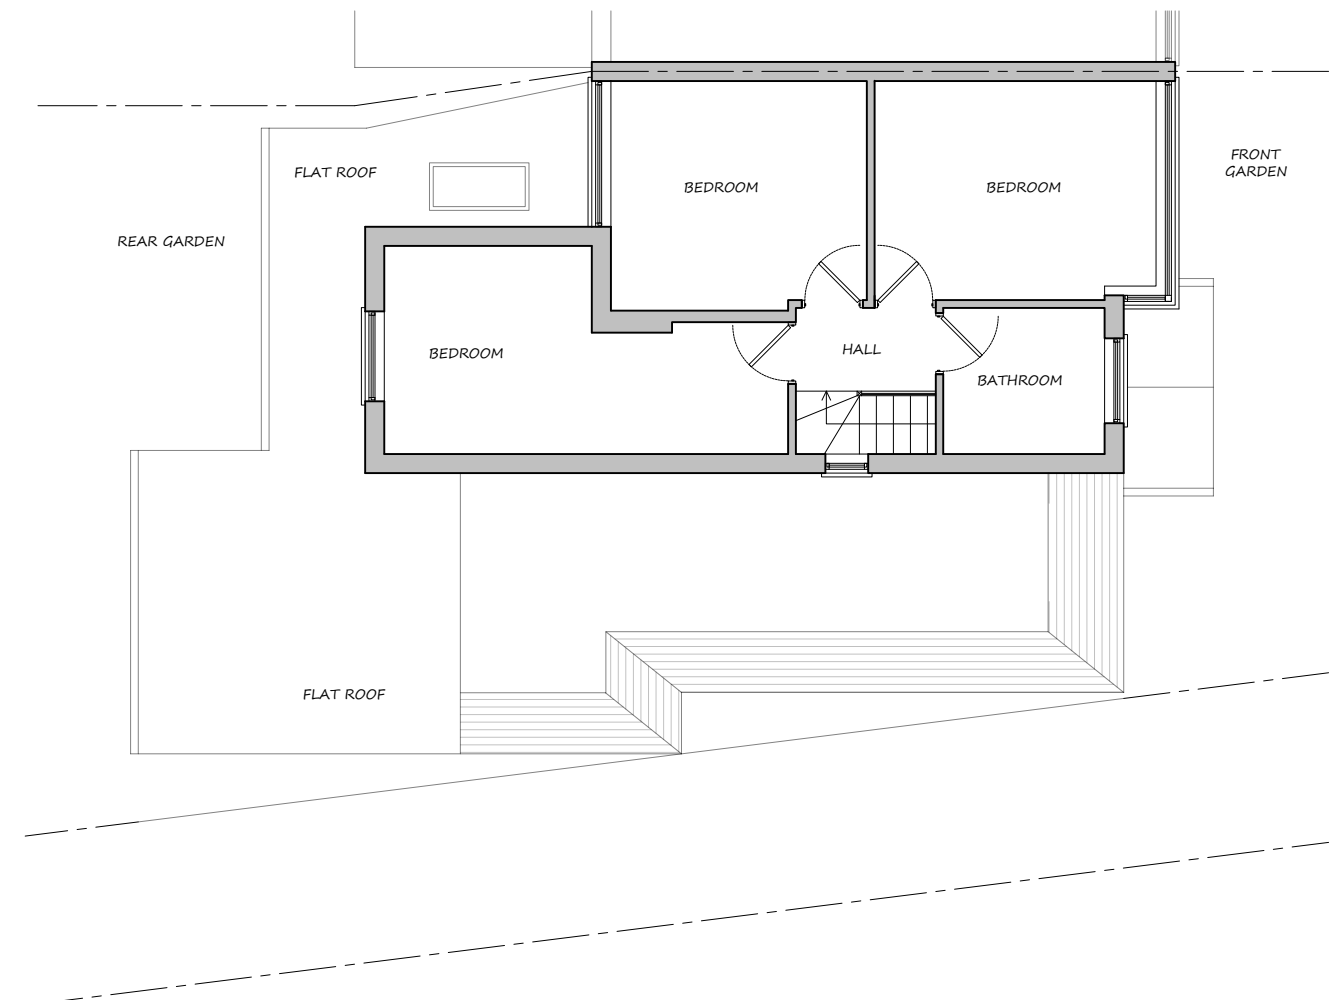 FRONT
GARDEN
FLAT ROOF
BEDROOM
BEDROOM
REAR GARDEN
BEDROOM
HALL
BATHROOM
FLAT ROOF